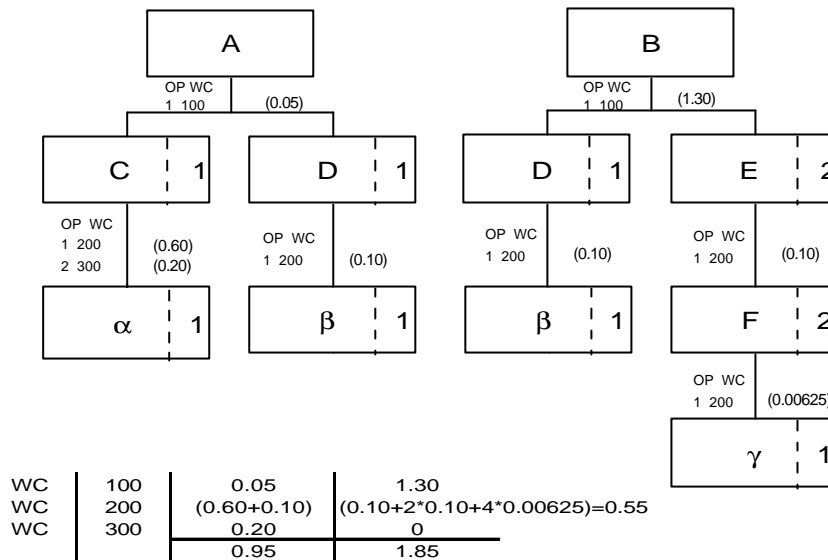 A B
OP WC OP WC
1 100 (0.05) 1 100 (1.30)
C 1 D 1 D 1 E 2
OP WC OP WC OP WC OP WC
1 200 (0.60) 1 200 (0.10) 1 200 (0.10) 1 200 (0.10)
2 300 (0.20)
α 1 β 1 β 1 F 2
OP WC
1 200 (0.00625)
γ 1
WC 100 0.05 1.30
WC 200 (0.60+0.10) (0.10+2*0.10+4*0.00625)=0.55
WC 300 0.20 0
0.95 1.85